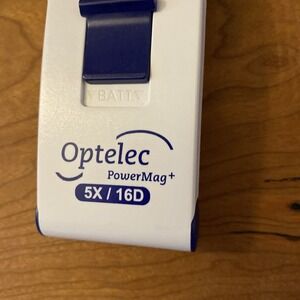 BATT
Optelec
PowerMag+
5X / 16D